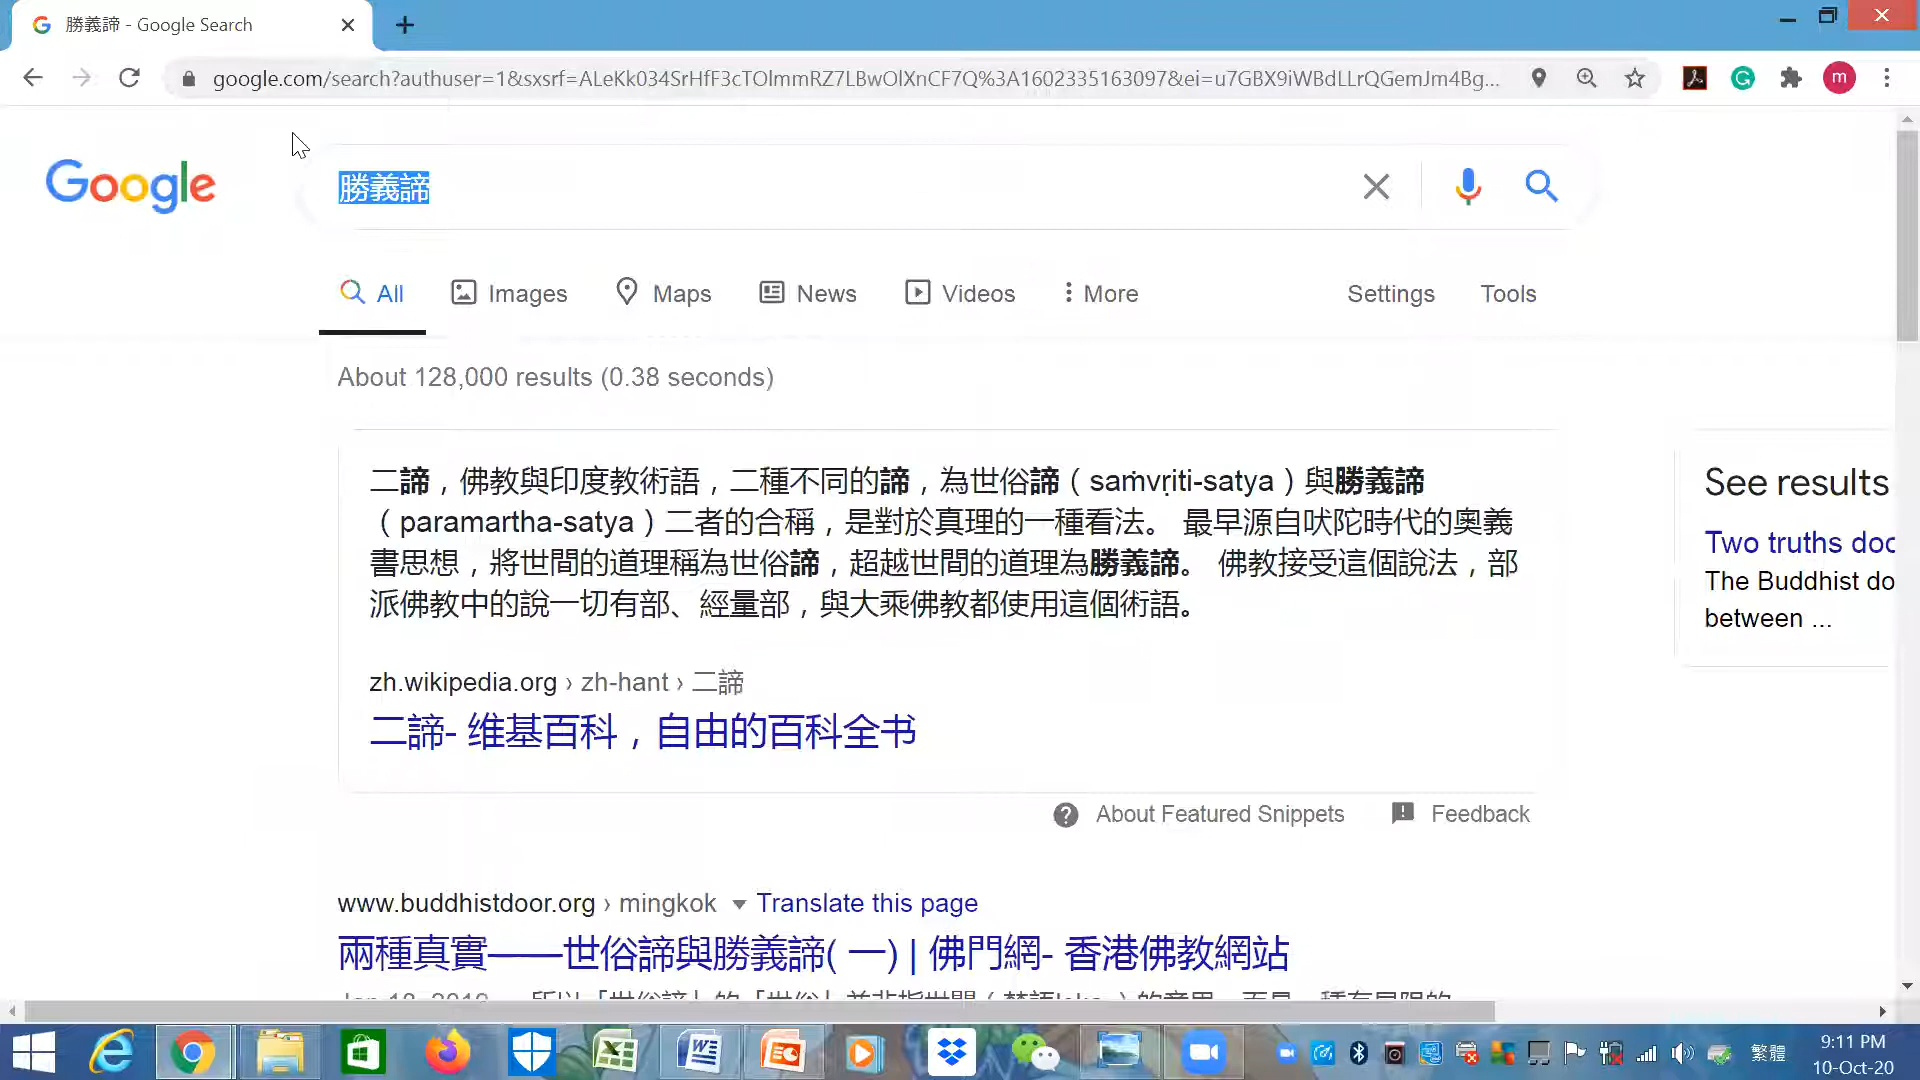 勝義諦 - Google Search
google.com/search?authuser=1&sxsrf=ALeKk034SrHfF3cTOlmmRZ7LBwOlXnCF7Q%3A1602335163097&ei=u7GBX9iWBdLLrQGemJm4Bg...
m
Google
勝義諦
All Images Maps News Videos More Settings Tools
About 128,000 results (0.38 seconds)
二諦，佛教與印度教術語，二種不同的諦，為世俗諦（saṁvṛiti-satya）與勝義諦
（paramartha-satya）二者的合稱，是對於真理的一種看法。 最早源自吠陀時代的奧義
書思想，將世間的道理稱為世俗諦，超越世間的道理為勝義諦。 佛教接受這個說法，部
派佛教中的說一切有部、經量部，與大乘佛教都使用這個術語。
zh.wikipedia.org › zh-hant › 二諦
二諦- 维基百科，自由的百科全书
About Featured Snippets Feedback
See results
Two truths doc
The Buddhist do
between ...
www.buddhistdoor.org › mingkok Translate this page
兩種真實——世俗諦與勝義諦( 一) | 佛門網- 香港佛教網站
繁體
9:11 PM
10-Oct-20